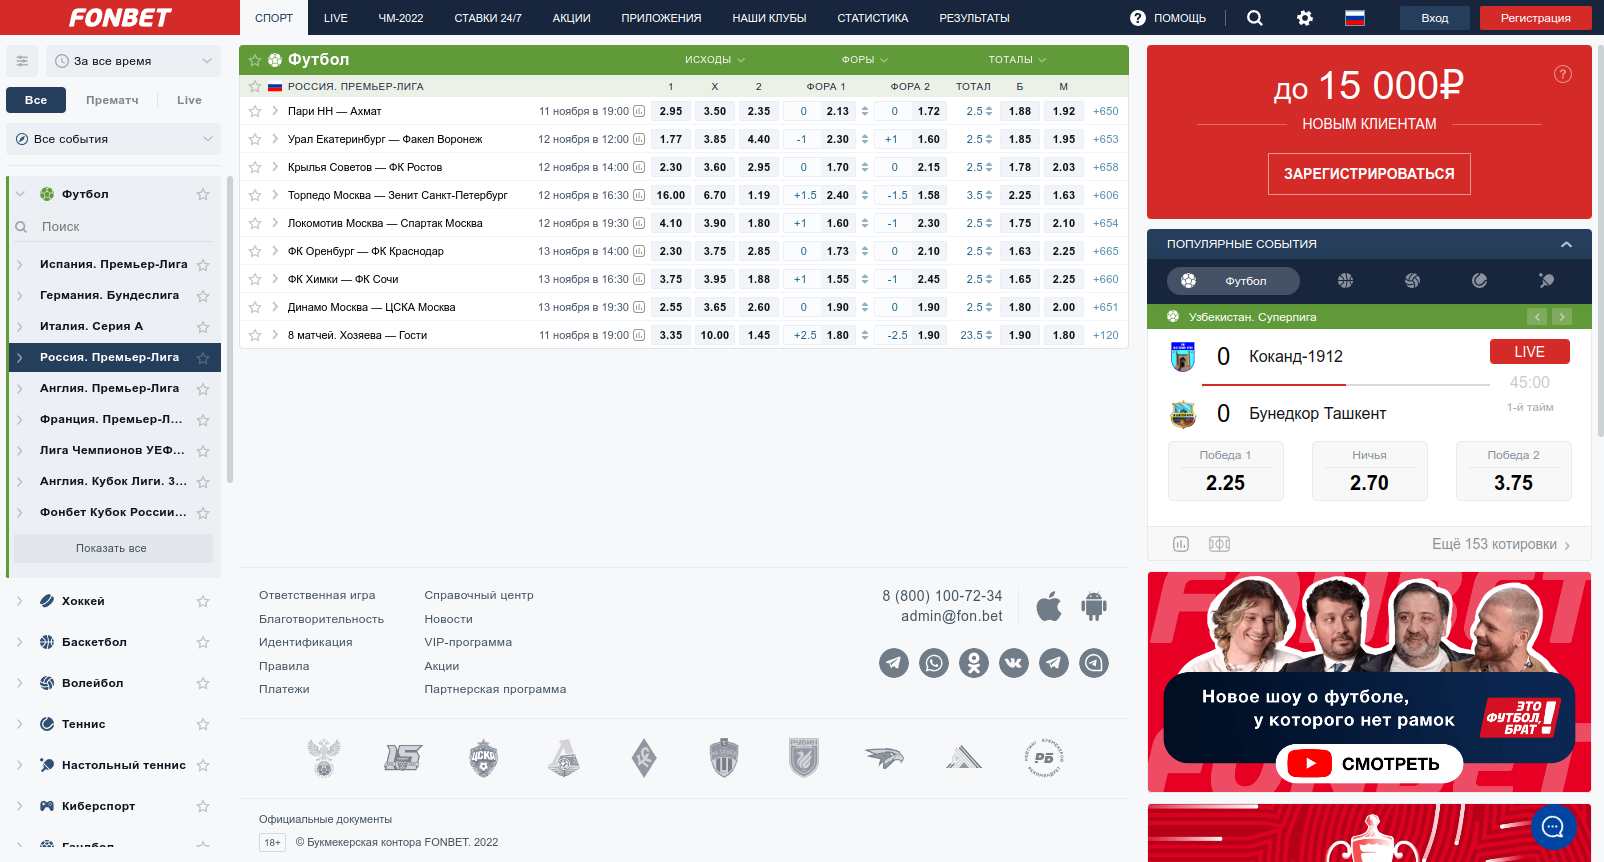 FONBET
СПОРТ LIVE ЧМ-2022 СТАВКИ 24/7 АКЦИИ ПРИЛОЖЕНИЯ НАШИ КЛУБЫ СТАТИСТИКА РЕЗУЛЬТАТЫ ПОМОЩЬ Вход Регистрация
За все время
Все Прематч Live
Все события
Футбол
Поиск
Испания. Премьер-Лига
Германия. Бундеслига
Италия. Серия А
Россия. Премьер-Лига
Англия. Премьер-Лига
Франция. Премьер-Л...
Лига Чемпионов УЕФ...
Англия. Кубок Лиги. 3...
Фонбет Кубок России...
Показать все
Хоккей
Баскетбол
Волейбол
Теннис
Настольный теннис
Киберспорт
Гандбол
Футбол ИСХОДЫ ФОРЫ ТОТАЛЫ
РОССИЯ. ПРЕМЬЕР-ЛИГА 1 X 2 ФОРА 1 ФОРА 2 ТОТАЛ Б М
Пари НН — Ахмат 11 ноября в 19:00 2.95 3.50 2.35 0 2.13 0 1.72 2.5 1.88 1.92 +650
Урал Екатеринбург — Факел Воронеж 12 ноября в 12:00 1.77 3.85 4.40 -1 2.30 +1 1.60 2.5 1.85 1.95 +653
Крылья Советов — ФК Ростов 12 ноября в 14:00 2.30 3.60 2.95 0 1.70 0 2.15 2.5 1.78 2.03 +658
Торпедо Москва — Зенит Санкт-Петербург 12 ноября в 16:30 16.00 6.70 1.19 +1.5 2.40 -1.5 1.58 3.5 2.25 1.63 +606
Локомотив Москва — Спартак Москва 12 ноября в 19:30 4.10 3.90 1.80 +1 1.60 -1 2.30 2.5 1.75 2.10 +654
ФК Оренбург — ФК Краснодар 13 ноября в 14:00 2.30 3.75 2.85 0 1.73 0 2.10 2.5 1.63 2.25 +665
ФК Химки — ФК Сочи 13 ноября в 16:30 3.75 3.95 1.88 +1 1.55 -1 2.45 2.5 1.65 2.25 +660
Динамо Москва — ЦСКА Москва 13 ноября в 19:30 2.55 3.65 2.60 0 1.90 0 1.90 2.5 1.80 2.00 +651
8 матчей. Хозяева — Гости 11 ноября в 19:00 3.35 10.00 1.45 +2.5 1.80 -2.5 1.90 23.5 1.90 1.80 +120
Ответственная игра
Благотворительность
Идентификация
Правила
Платежи
Справочный центр
Новости
VIP-программа
Акции
Партнерская программа
8 (800) 100-72-34
admin@fon.bet
15
ЦСКА
РУБИН
РЕЙТИНГ БУКМЕКЕРОВ
РБ
РЕКОМЕНДУЕТ
Официальные документы
18+ © Букмекерская контора FONBET. 2022
до 15 000₽
НОВЫМ КЛИЕНТАМ
ЗАРЕГИСТРИРОВАТЬСЯ
ПОПУЛЯРНЫЕ СОБЫТИЯ
Футбол
Узбекистан. Суперлига
0 Коканд-1912 LIVE
45:00
0 Бунедкор Ташкент 1-й тайм
Победа 1 Ничья Победа 2
2.25 2.70 3.75
Ещё 153 котировки
FONBET
Новое шоу о футболе,
у которого нет рамок
ЭТО
ФУТБОЛ,
БРАТ!
СМОТРЕТЬ
FONBET